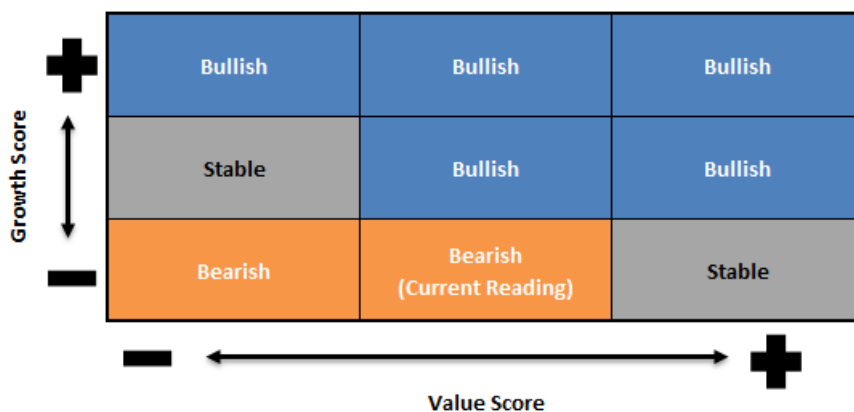 Bullish
Bullish
Bullish
Growth Score
Stable
Bullish
Bullish
Bearish
Bearish
(Current Reading)
Stable
Value Score